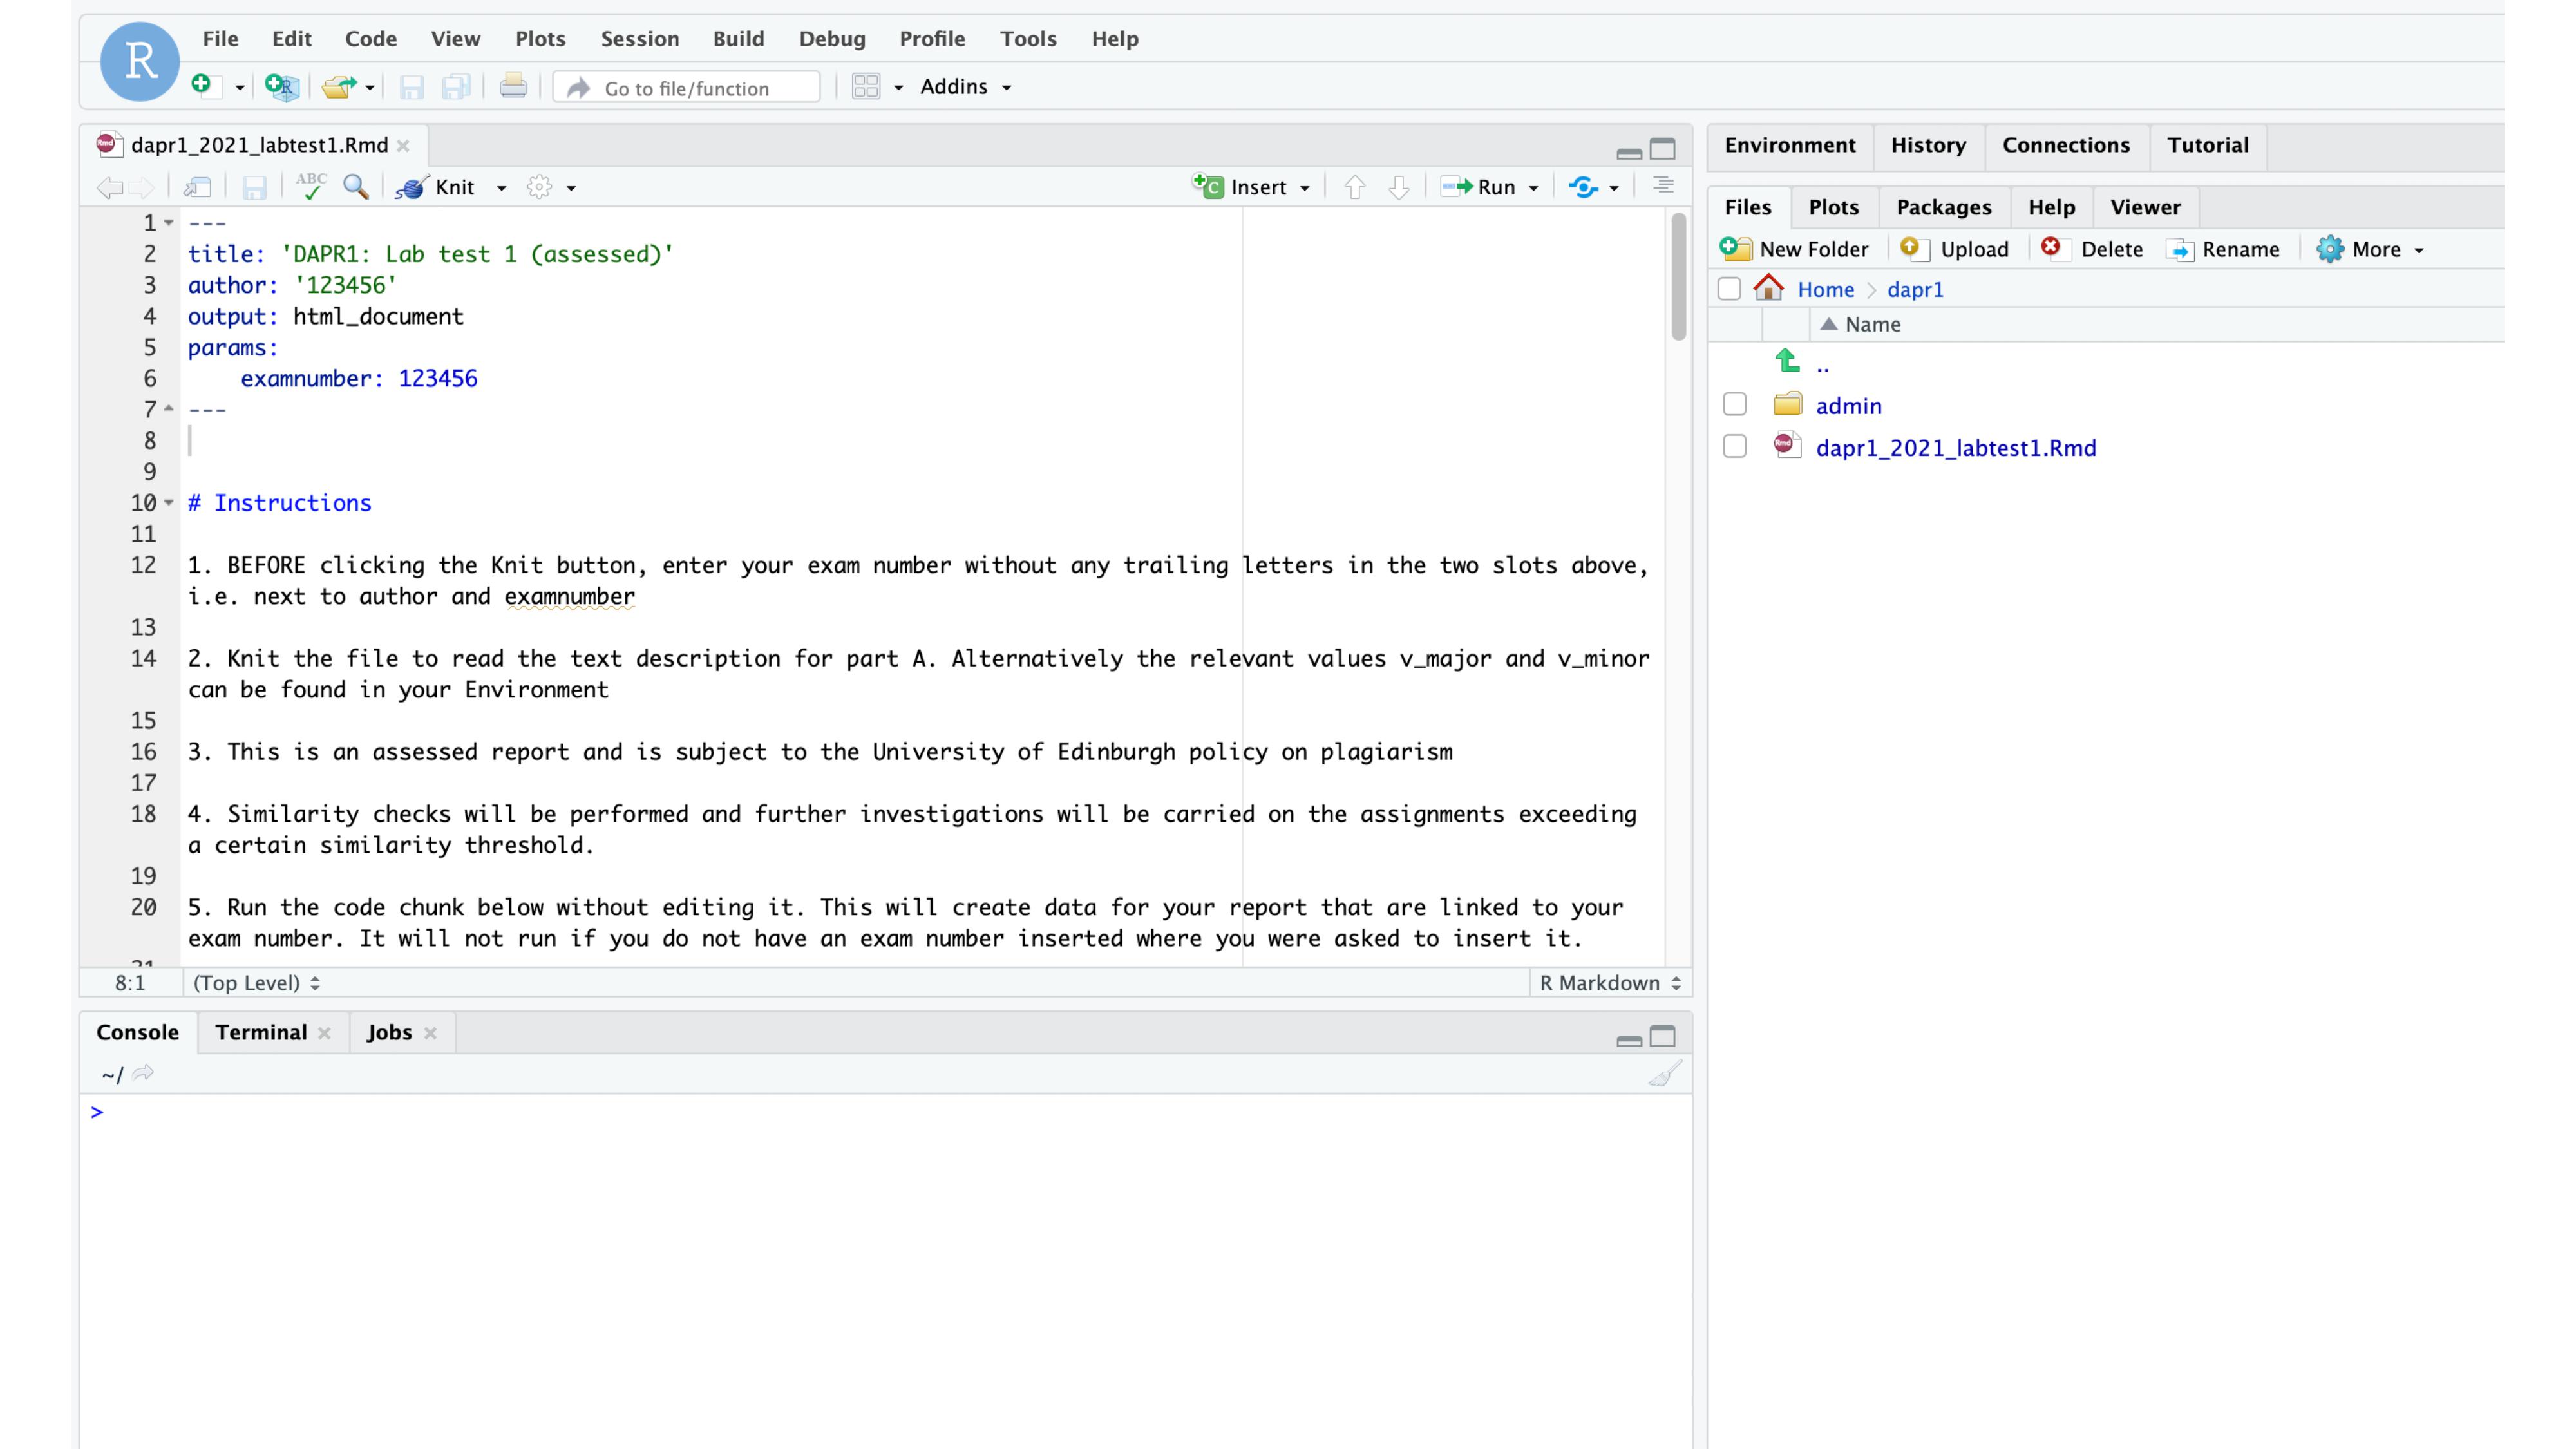 R
File Edit Code View Plots Session Build Debug Profile Tools Help
Go to file/function Addins
dapr1_2021_labtest1.Rmd
ABC Knit Insert Run
1 ---
2 title: 'DAPR1: Lab test 1 (assessed)'
3 author: '123456'
4 output: html_document
5 params:
6 examnumber: 123456
7 ---
8
9
10 # Instructions
11
12 1. BEFORE clicking the Knit button, enter your exam number without any trailing letters in the two slots above,
i.e. next to author and examnumber
13
14 2. Knit the file to read the text description for part A. Alternatively the relevant values v_major and v_minor
can be found in your Environment
15
16 3. This is an assessed report and is subject to the University of Edinburgh policy on plagiarism
17
18 4. Similarity checks will be performed and further investigations will be carried on the assignments exceeding
a certain similarity threshold.
19
20 5. Run the code chunk below without editing it. This will create data for your report that are linked to your
exam number. It will not run if you do not have an exam number inserted where you were asked to insert it.
8:1 (Top Level) R Markdown
Console Terminal Jobs
~/
>
Environment History Connections Tutorial
Files Plots Packages Help Viewer
New Folder Upload Delete Rename More
Home dapr1
Name
..
admin
dapr1_2021_labtest1.Rmd